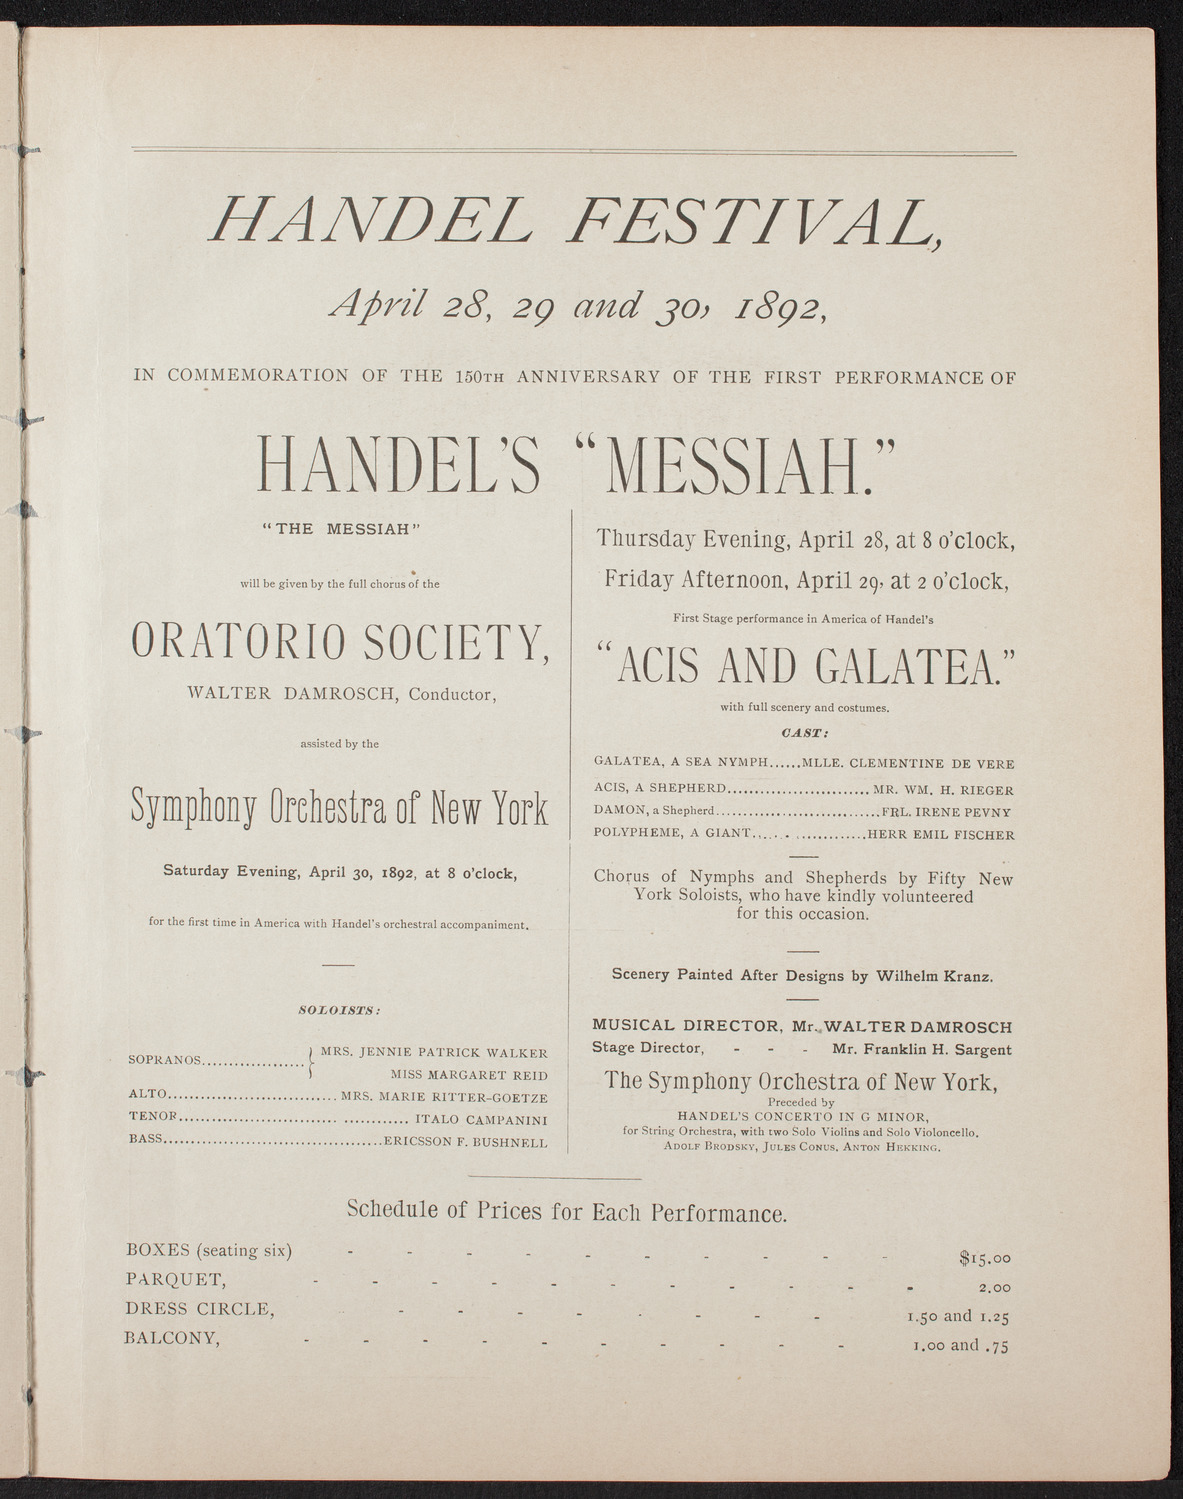 HANDEL FESTIVAL,
April 28, 29 and 30, 1892,
IN COMMEMORATION OF THE 150TH ANNIVERSARY OF THE FIRST PERFORMANCE OF
HANDEL'S "MESSIAH."
"THE MESSIAH"
will be given by the full chorus of the
ORATORIO SOCIETY,
WALTER DAMROSCH, Conductor,
assisted by the
Symphony Orchestra of New York
Saturday Evening, April 30, 1892, at 8 o'clock,
for the first time in America with Handel's orchestral accompaniment.
SOLOISTS:
SOPRANOS................... } MRS. JENNIE PATRICK WALKER
MISS MARGARET REID
ALTO............................... MRS. MARIE RITTER-GOETZE
TENOR............................. ............ ITALO CAMPANINI
BASS........................................ERICSSON F. BUSHNELL
Thursday Evening, April 28, at 8 o'clock,
Friday Afternoon, April 29, at 2 o'clock,
First Stage performance in America of Handel's
"ACIS AND GALATEA."
with full scenery and costumes.
CAST:
GALATEA, A SEA NYMPH......MLLE. CLEMENTINE DE VERE
ACIS, A SHEPHERD.......................... MR. WM. H. RIEGER
DAMON, a Shepherd..............................FRL. IRENE PEVNY
POLYPHEME, A GIANT...... .............HERR EMIL FISCHER
Chorus of Nymphs and Shepherds by Fifty New
York Soloists, who have kindly volunteered
for this occasion.
Scenery Painted After Designs by Wilhelm Kranz.
MUSICAL DIRECTOR, Mr. WALTER DAMROSCH
Stage Director, - - - Mr. Franklin H. Sargent
The Symphony Orchestra of New York,
Preceded by
HANDEL'S CONCERTO IN G MINOR,
for String Orchestra, with two Solo Violins and Solo Violoncello.
ADOLF BRODSKY, JULES CONUS, ANTON HEKKING.
Schedule of Prices for Each Performance.
BOXES (seating six) - - - - - - - - - - $15.00
PARQUET, - - - - - - - - - - - 2.00
DRESS CIRCLE, - - - - - - - - 1.50 and 1.25
BALCONY, - - - - - - - - - - 1.00 and .75